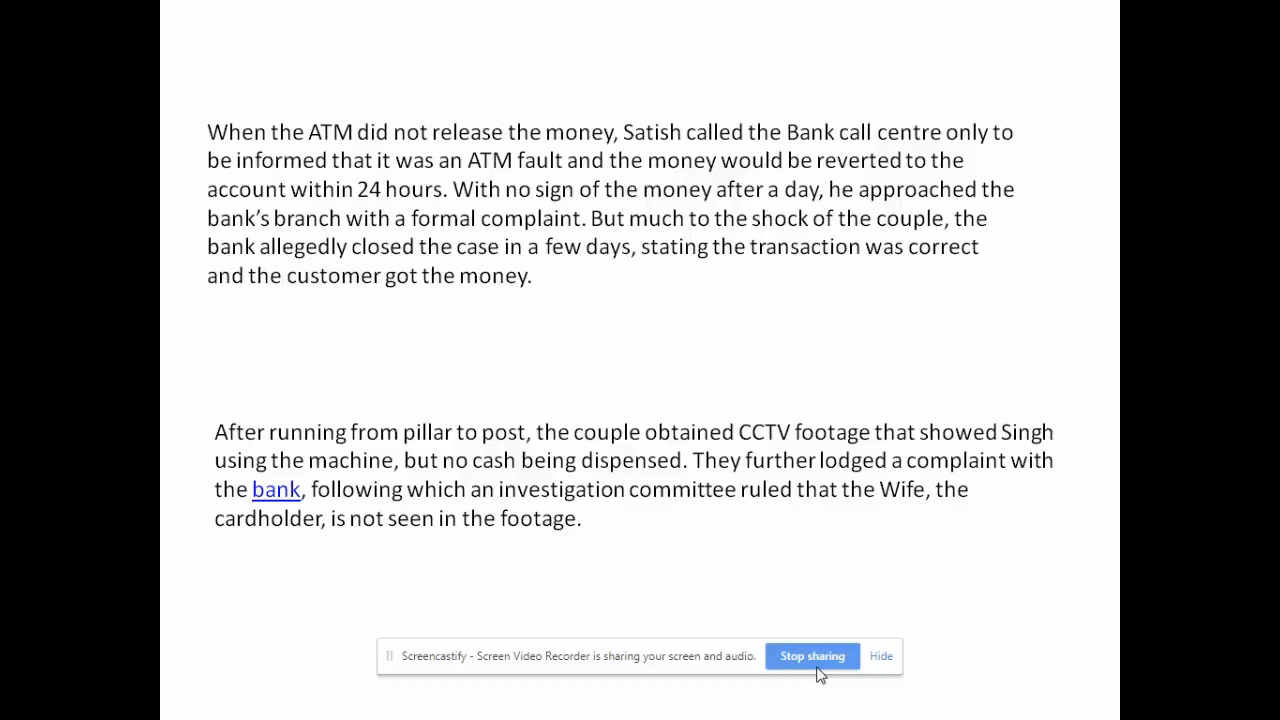 When the ATM did not release the money, Satish called the Bank call centre only to
be informed that it was an ATM fault and the money would be reverted to the
account within 24 hours. With no sign of the money after a day, he approached the
bank’s branch with a formal complaint. But much to the shock of the couple, the
bank allegedly closed the case in a few days, stating the transaction was correct
and the customer got the money.
After running from pillar to post, the couple obtained CCTV footage that showed Singh
using the machine, but no cash being dispensed. They further lodged a complaint with
the bank, following which an investigation committee ruled that the Wife, the
cardholder, is not seen in the footage.
Screencastify - Screen Video Recorder is sharing your screen and audio. Stop sharing Hide